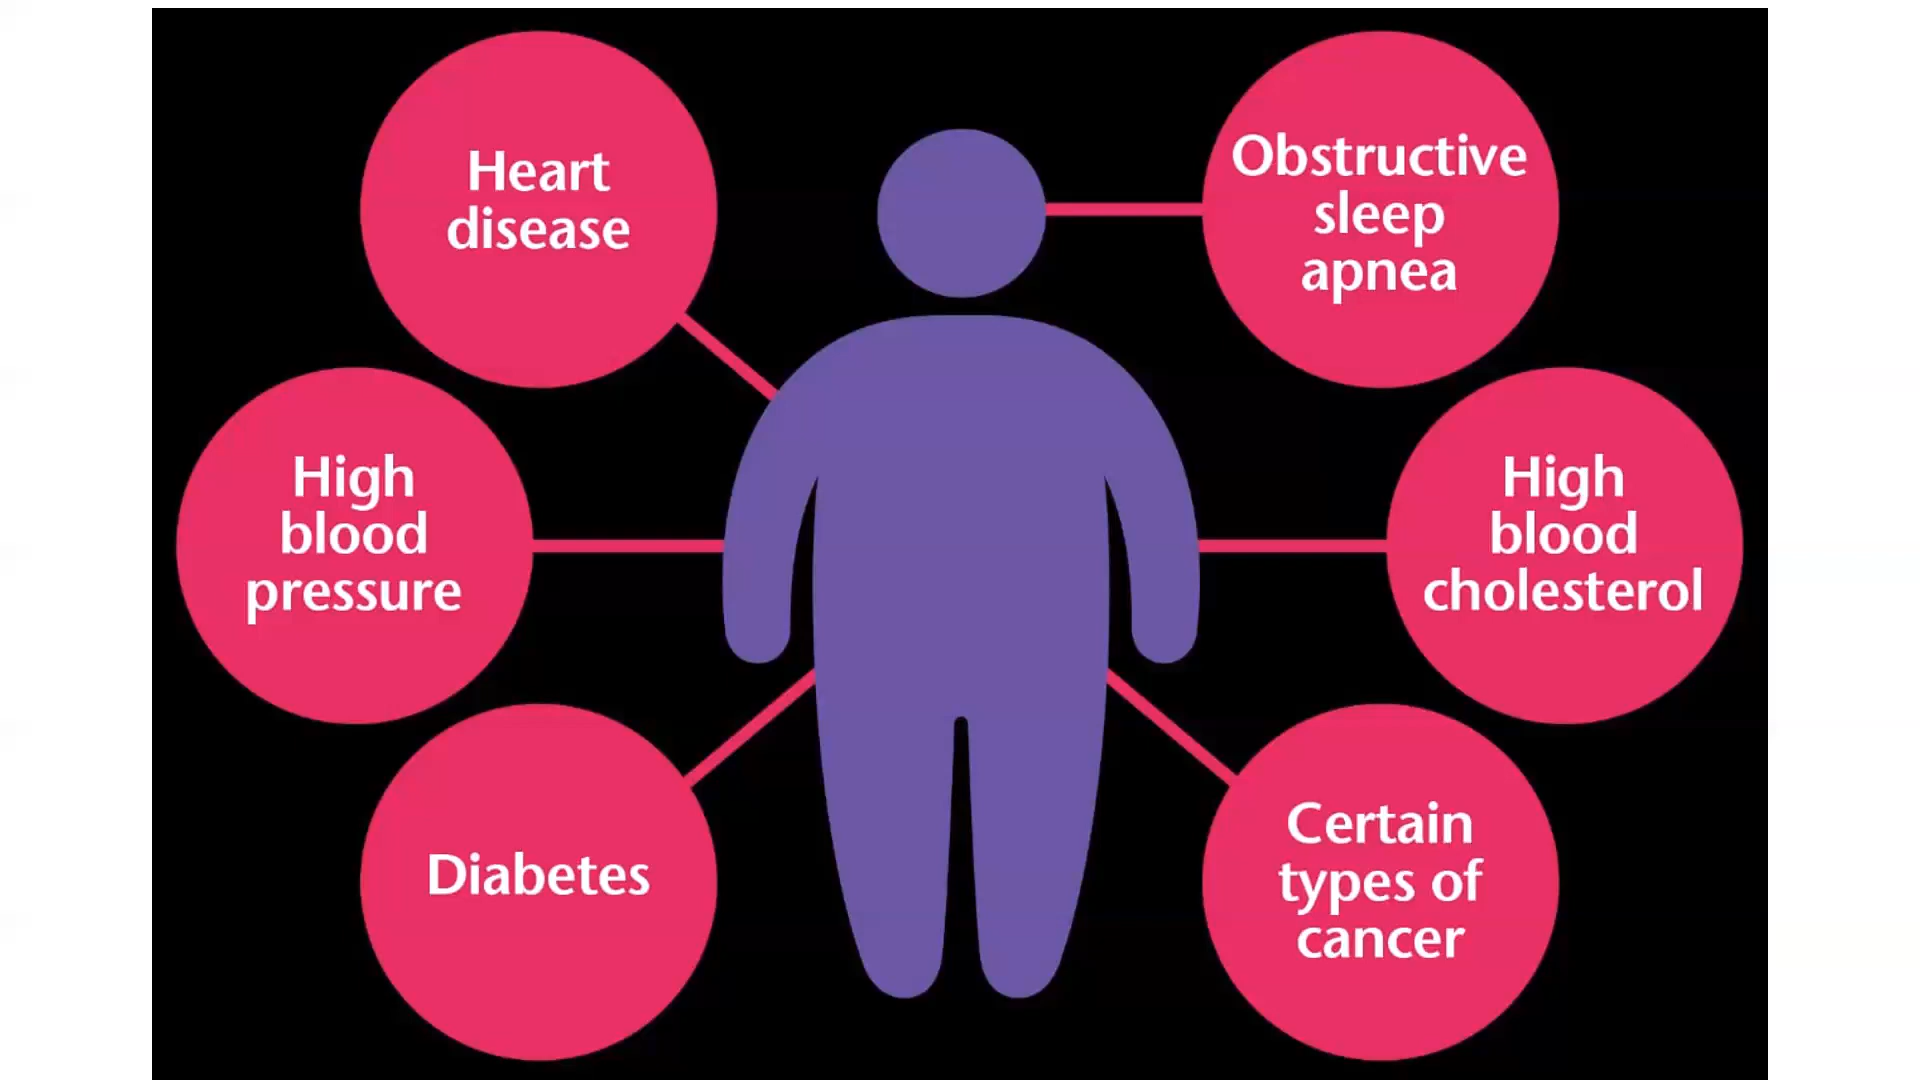 Heart
disease
Obstructive
sleep
apnea
High
blood
pressure
High
blood
cholesterol
Diabetes
Certain
types of
cancer